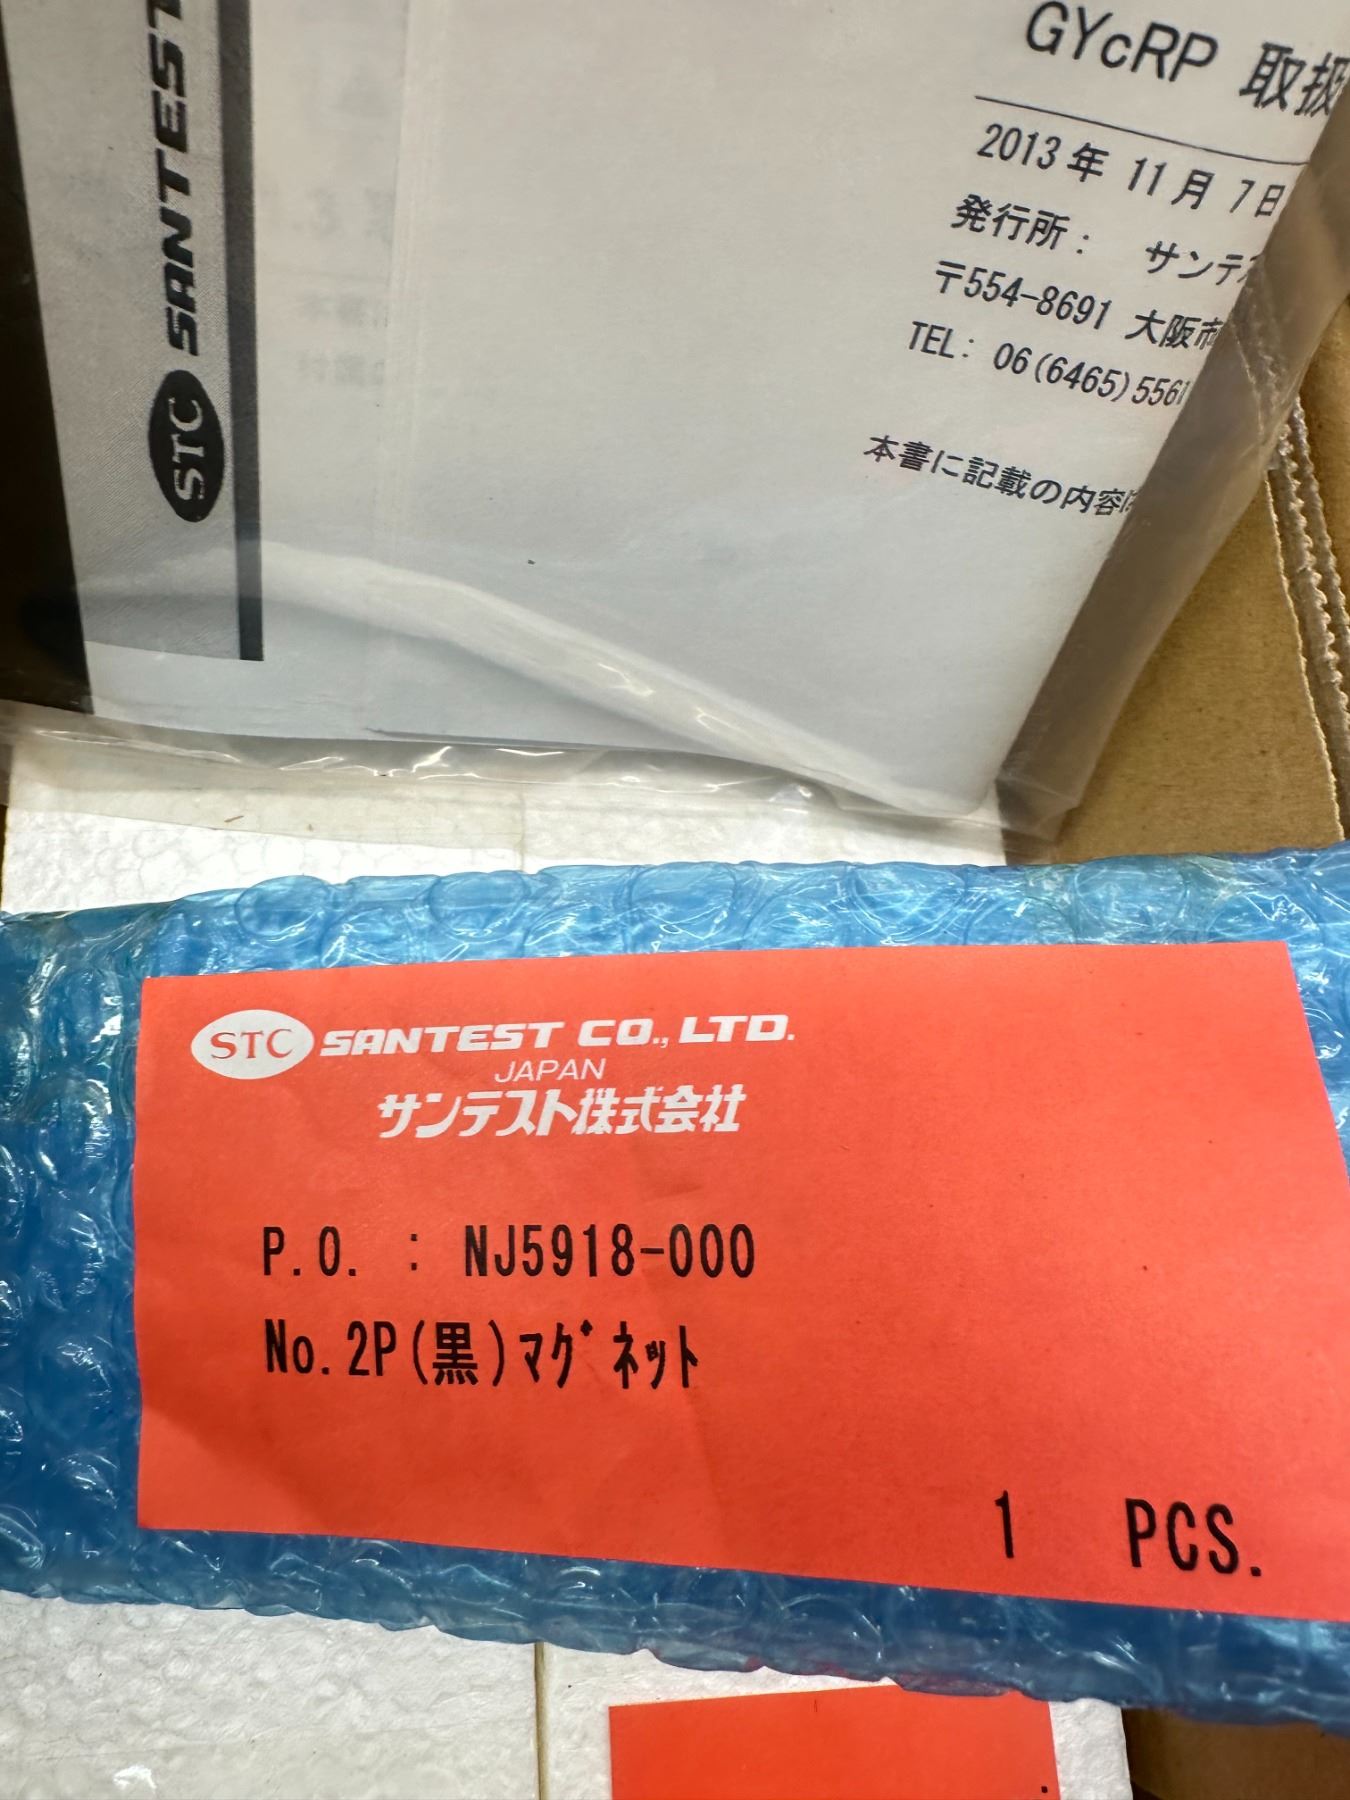 STC SANTEST
GYcRP 取扱
2013年 11月 7日
発行所: サンテス
〒554-8691 大阪市
TEL: 06(6465)5561
本書に記載の内容は
STC SANTEST CO., LTD.
JAPAN
サンテスト株式会社
P.O. : NJ5918-000
No.2P(黒)ﾏｸﾞﾈｯﾄ
1 PCS.